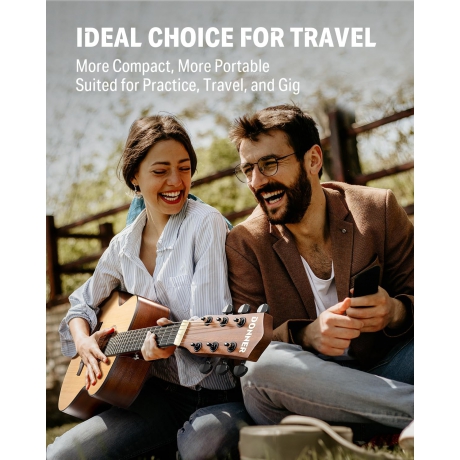 IDEAL CHOICE FOR TRAVEL
More Compact, More Portable
Suited for Practice, Travel, and Gig
DONNER